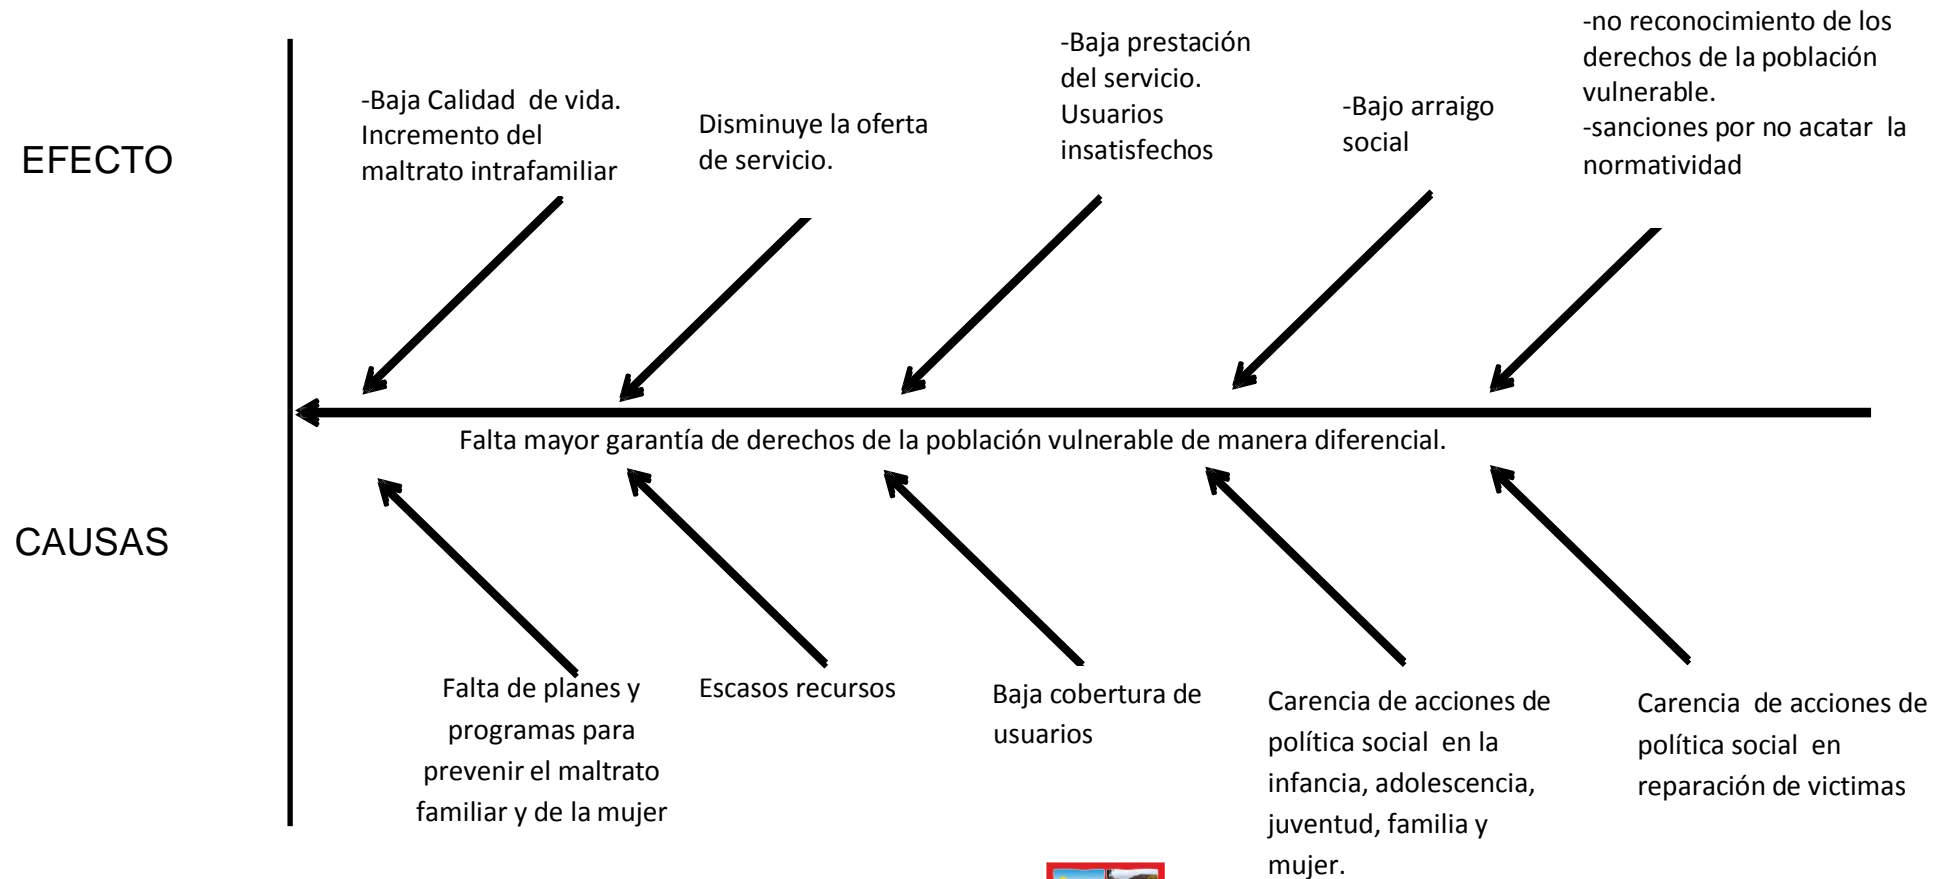 EFECTO
-Baja Calidad  de vida.
Incremento del
maltrato intrafamiliar
Disminuye la oferta
de servicio.
-Baja prestación
del servicio.
Usuarios
insatisfechos
-Bajo arraigo
social
-no reconocimiento de los
derechos de la población
vulnerable.
-sanciones por no acatar  la
normatividad
Falta mayor garantía de derechos de la población vulnerable de manera diferencial.
CAUSAS
Falta de planes y
programas para
prevenir el maltrato
familiar y de la mujer
Escasos recursos
Baja cobertura de
usuarios
Carencia de acciones de
política social  en la
infancia, adolescencia,
juventud, familia y
mujer.
Carencia  de acciones de
política social  en
reparación de victimas